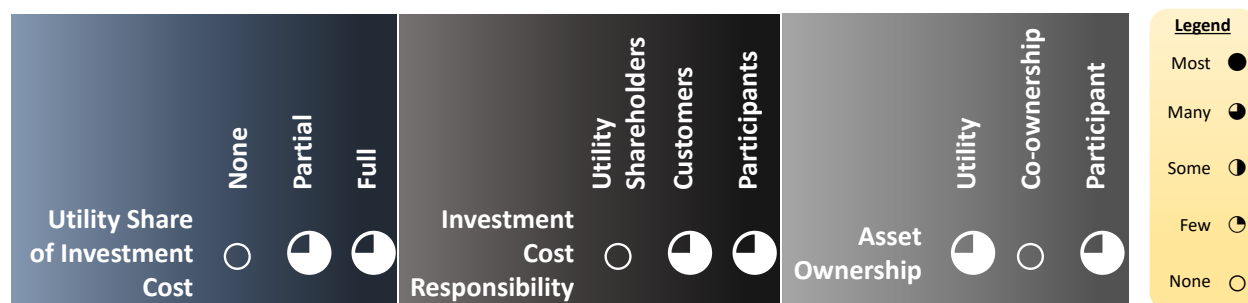 None
Partial
Full
Utility Share
of Investment
Cost
Utility
Shareholders
Customers
Participants
Investment
Cost
Responsibility
Utility
Co-ownership
Participant
Asset
Ownership
Legend
Most
Many
Some
Few
None